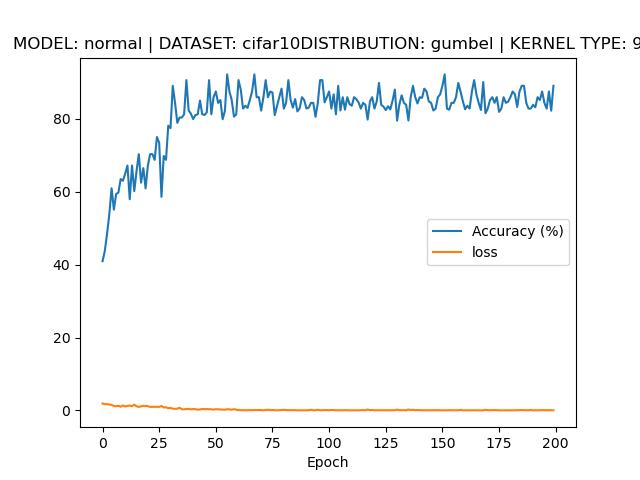 MODEL: normal | DATASET: cifar10DISTRIBUTION: gumbel | KERNEL TYPE: 9
80
60
40
20
0
Accuracy (%)
loss
0 25 50 75 100 125 150 175 200
Epoch